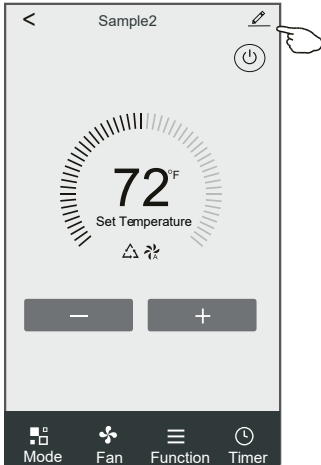 < Sample2
72°F
Set Temperature
A
− +
Mode Fan Function Timer